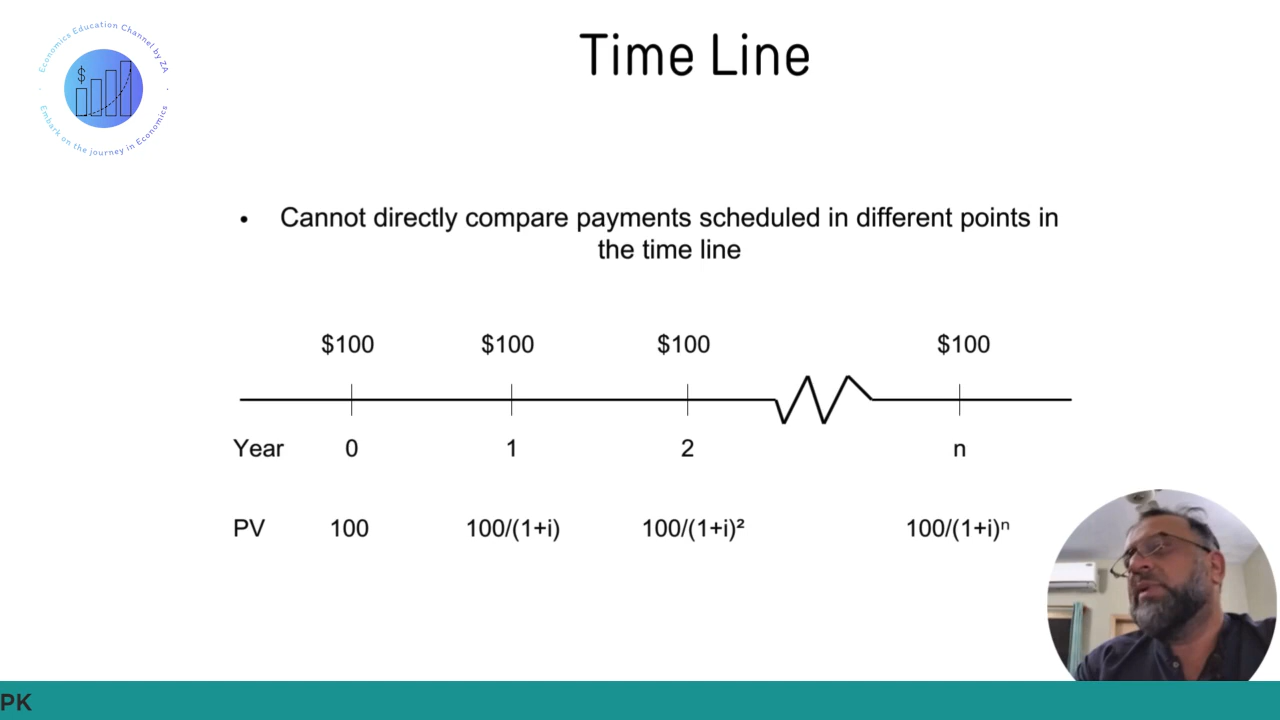 Economics Education Channel by ZA
$
Embark on the journey in Economics
Time Line
• Cannot directly compare payments scheduled in different points in
the time line
$100 $100 $100 $100
Year 0 1 2 n
PV 100 100/(1+i) 100/(1+i)² 100/(1+i)ⁿ
PK